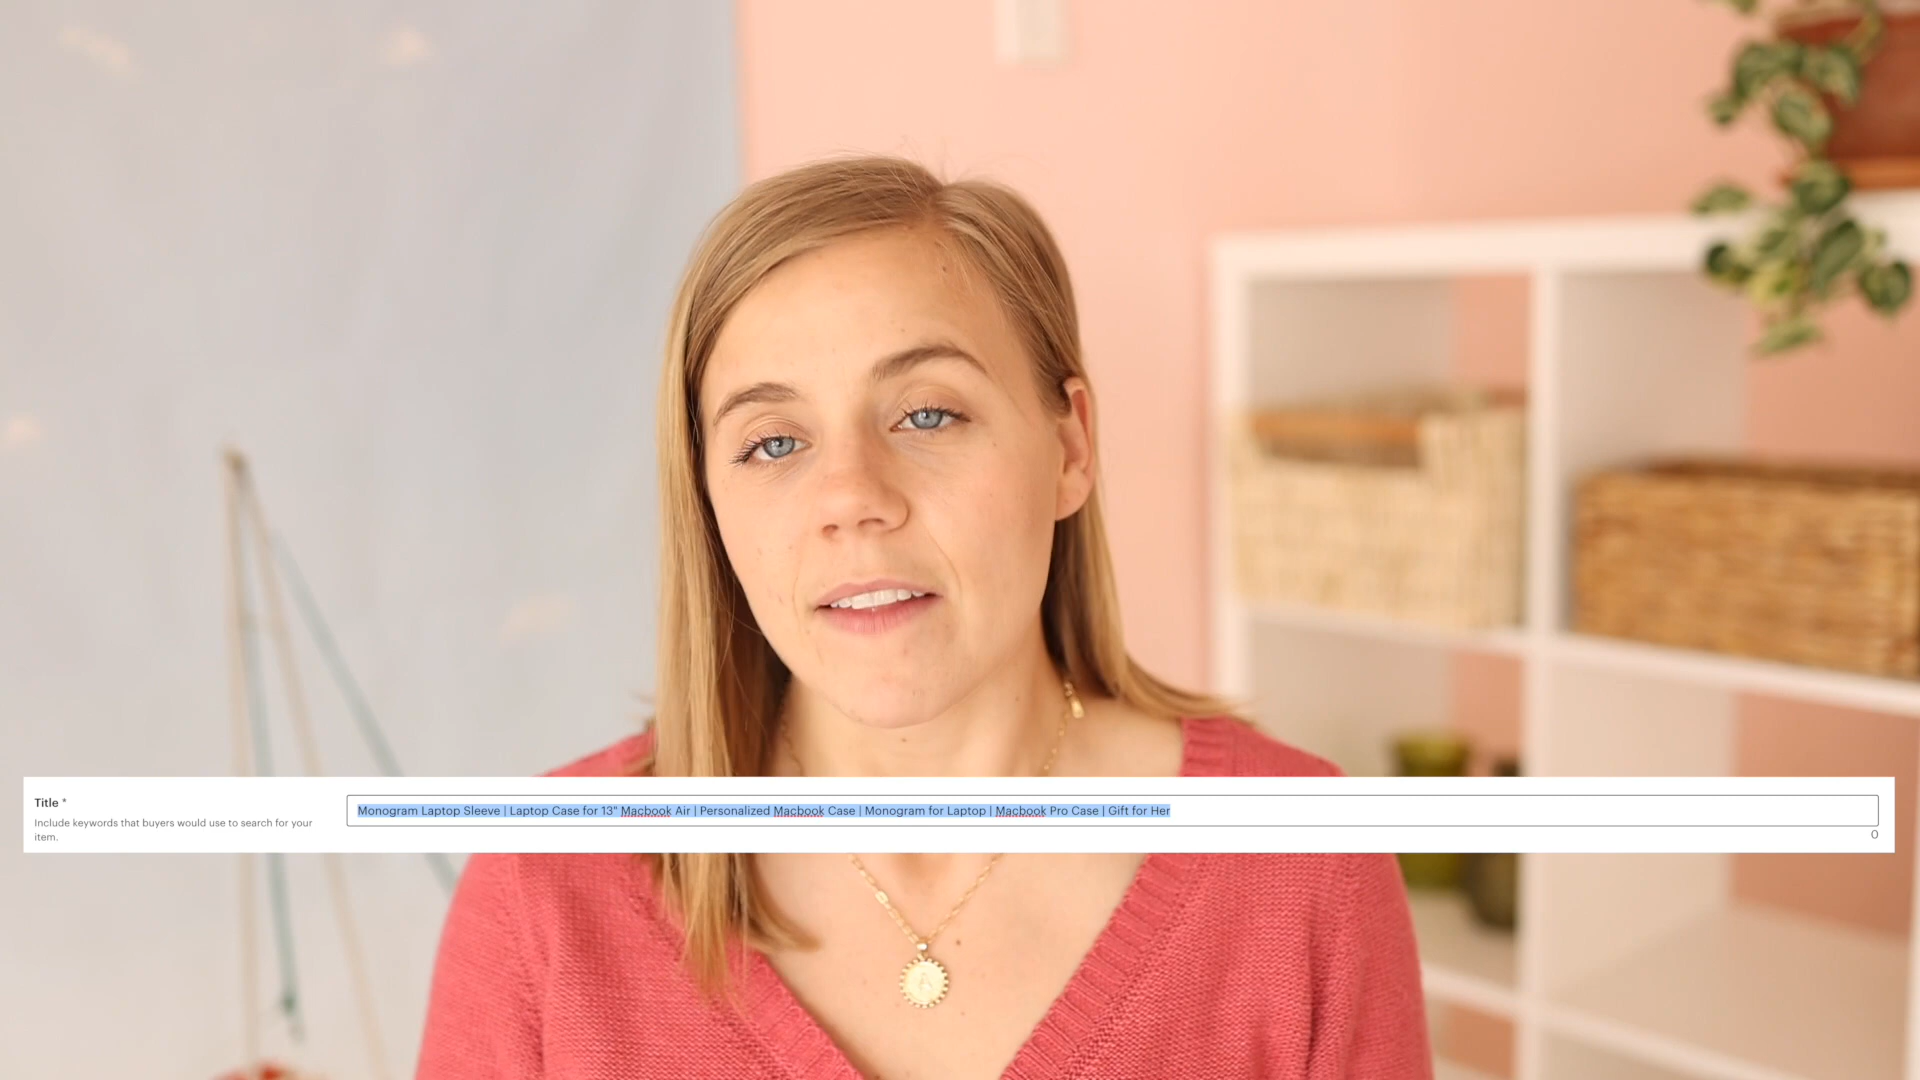 Title *
Include keywords that buyers would use to search for your
item.
Monogram Laptop Sleeve | Laptop Case for 13" Macbook Air | Personalized Macbook Case | Monogram for Laptop | Macbook Pro Case | Gift for Her
0